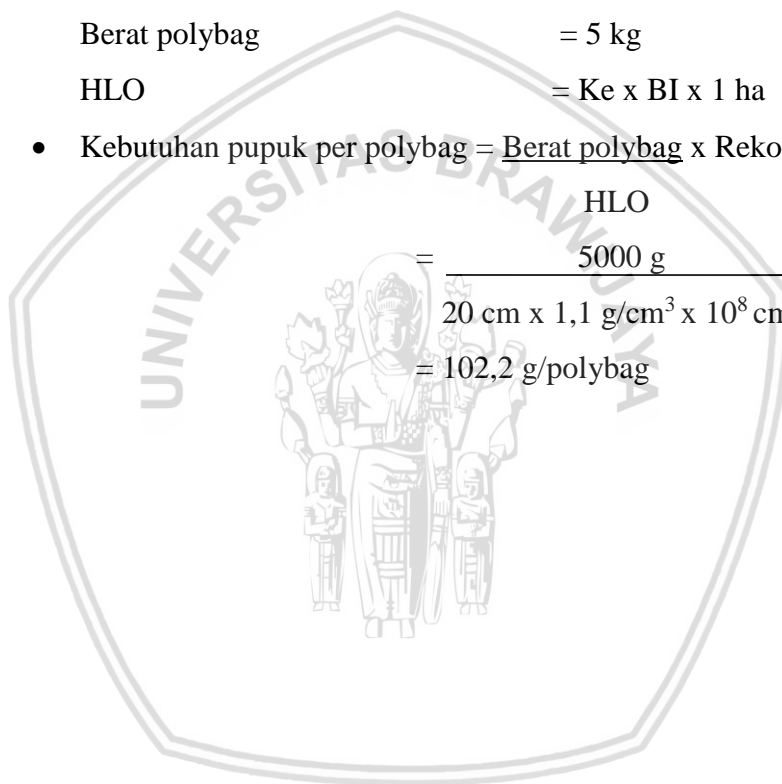 Berat polybag = 5 kg
HLO = Ke x BI x 1 ha
• Kebutuhan pupuk per polybag = Berat polybag x Reko
HLO
= 5000 g
20 cm x 1,1 g/cm³ x 10⁸ cm
= 102,2 g/polybag
UNIVERSITAS BRAWIJAYA